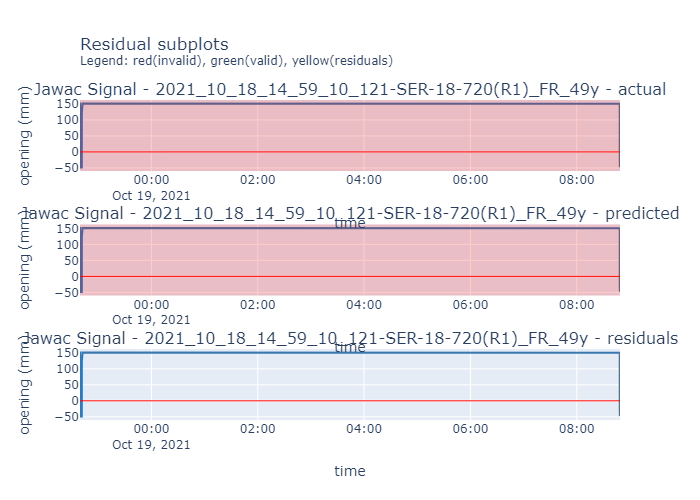 Residual subplots
Legend: red(invalid), green(valid), yellow(residuals)
Jawac Signal - 2021_10_18_14_59_10_121-SER-18-720(R1)_FR_49y - actual
opening (mm)
150
100
50
0
−50
00:00 02:00 04:00 06:00 08:00
Oct 19, 2021
time
Jawac Signal - 2021_10_18_14_59_10_121-SER-18-720(R1)_FR_49y - predicted
opening (mm)
150
100
50
0
−50
00:00 02:00 04:00 06:00 08:00
Oct 19, 2021
time
Jawac Signal - 2021_10_18_14_59_10_121-SER-18-720(R1)_FR_49y - residuals
opening (mm)
150
100
50
0
−50
00:00 02:00 04:00 06:00 08:00
Oct 19, 2021
time